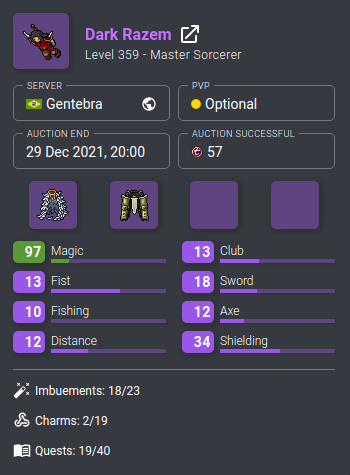 Dark Razem
Level 359 - Master Sorcerer
SERVER
Gentebra
PVP
Optional
AUCTION END
29 Dec 2021, 20:00
AUCTION SUCCESSFUL
57
97 Magic
13 Club
13 Fist
18 Sword
10 Fishing
12 Axe
12 Distance
34 Shielding
Imbuements: 18/23
Charms: 2/19
Quests: 19/40